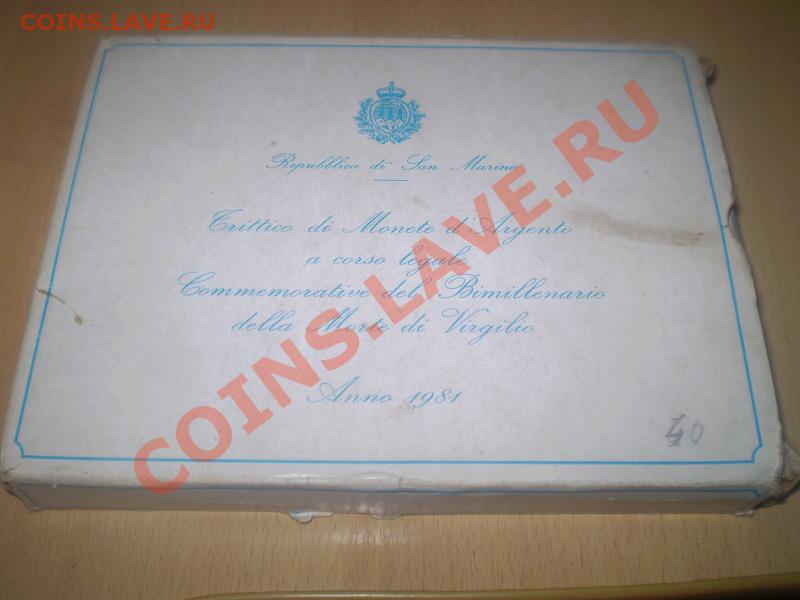 COINS.LAVE.RU
Repubblica di San Marino
Trittico di Monete d'Argento
a corso legale
Commemorative del Bimillenario
della Morte di Virgilio
Anno 1981
40
COINS.LAVE.RU